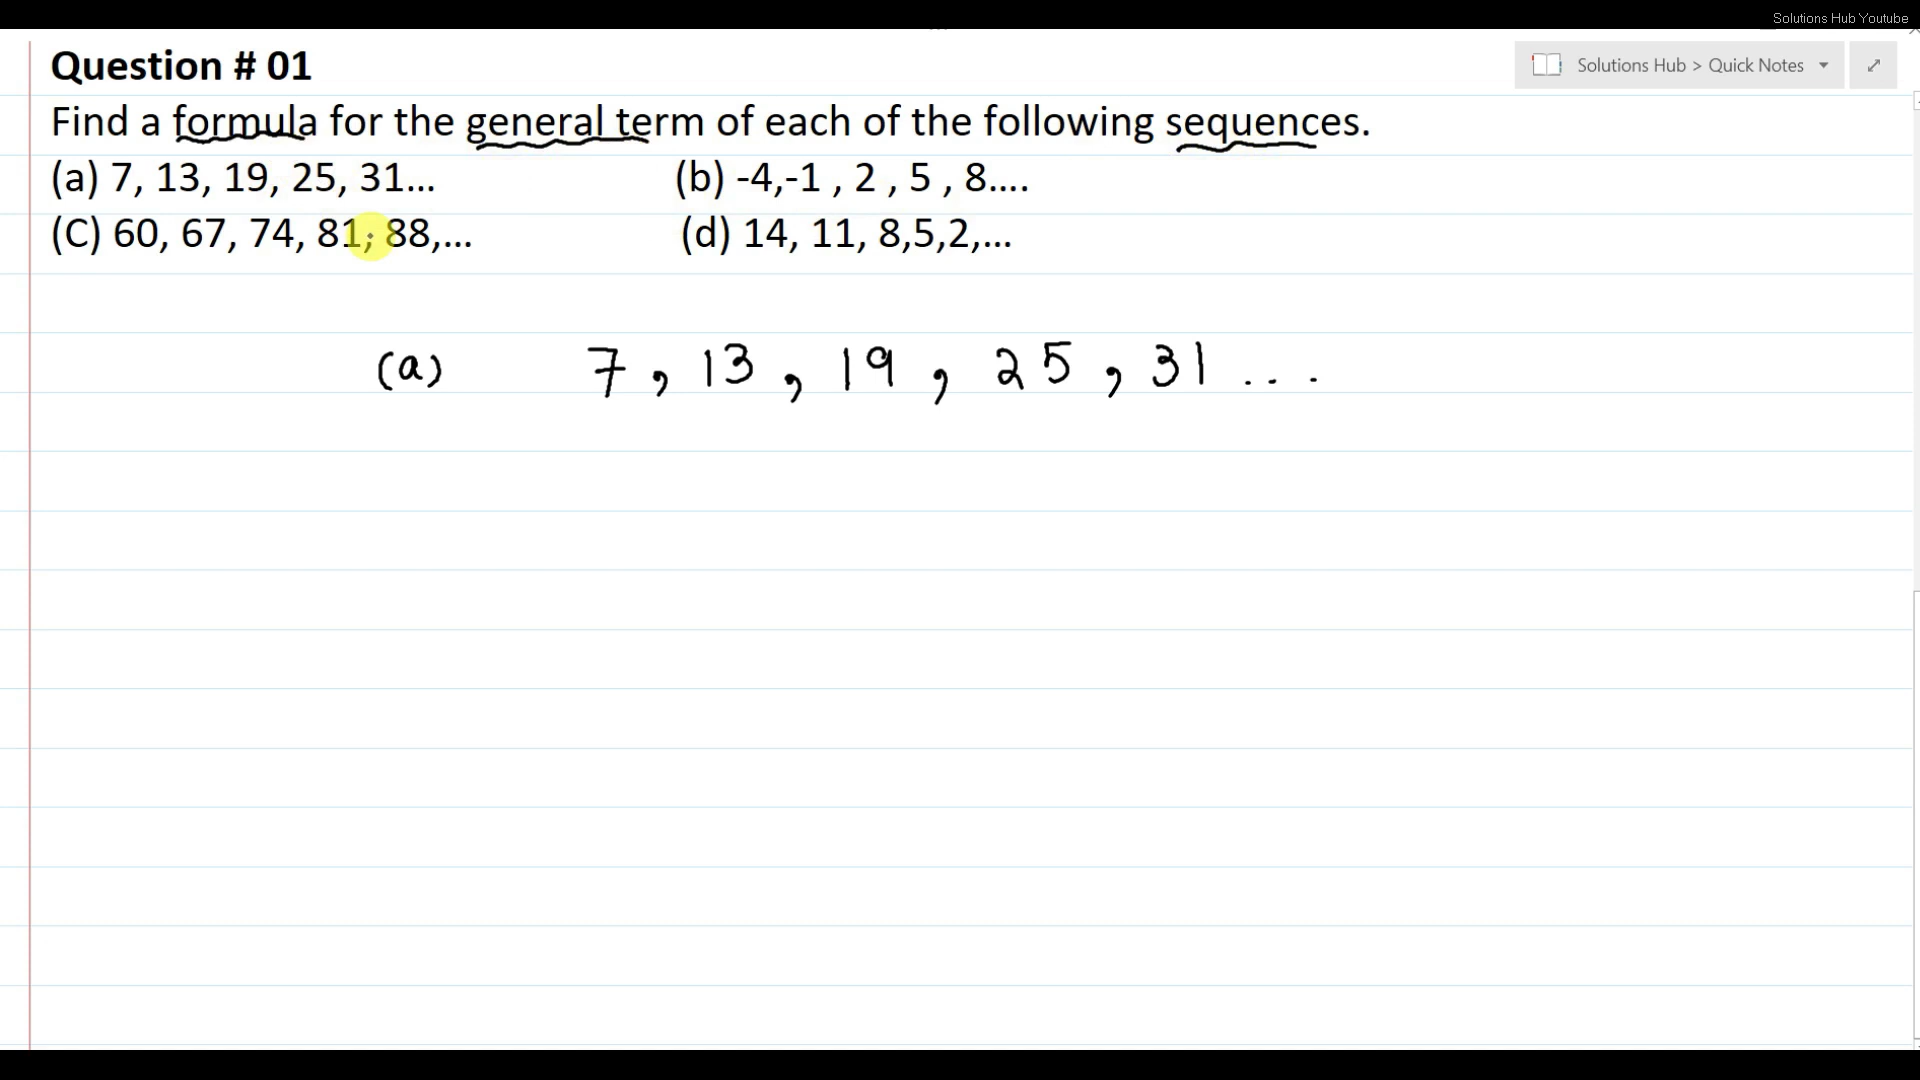 Solutions Hub Youtube
Question # 01
Solutions Hub > Quick Notes
Find a formula for the general term of each of the following sequences.
(a) 7, 13, 19, 25, 31... (b) -4,-1 , 2 , 5 , 8....
(C) 60, 67, 74, 81, 88,... (d) 14, 11, 8,5,2,...
(a) 7 , 13 , 19 , 25 , 31 ...